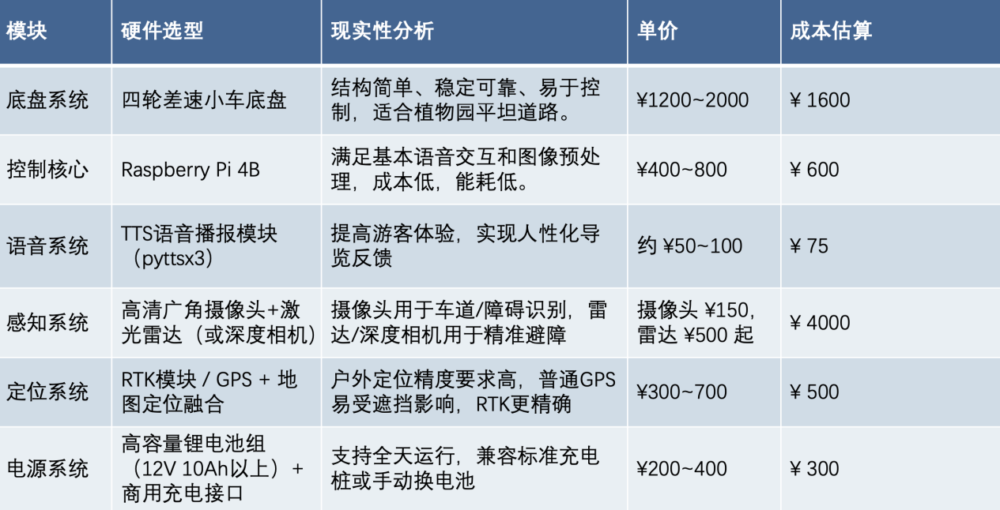 模块
硬件选型
现实性分析
单价
成本估算
底盘系统
四轮差速小车底盘
结构简单、稳定可靠、易于控
制，适合植物园平坦道路。
¥1200~2000
¥ 1600
控制核心
Raspberry Pi 4B
满足基本语音交互和图像预处
理，成本低，能耗低。
¥400~800
¥ 600
语音系统
TTS语音播报模块
（pyttsx3）
提高游客体验，实现人性化导
览反馈
约 ¥50~100
¥ 75
感知系统
高清广角摄像头+激
光雷达（或深度相机）
摄像头用于车道/障碍识别，雷
达/深度相机用于精准避障
摄像头 ¥150,
雷达 ¥500 起
¥ 4000
定位系统
RTK模块 / GPS + 地
图定位融合
户外定位精度要求高，普通GPS
易受遮挡影响，RTK更精确
¥300~700
¥ 500
电源系统
高容量锂电池组
（12V 10Ah以上）+
商用充电接口
支持全天运行，兼容标准充电
桩或手动换电池
¥200~400
¥ 300